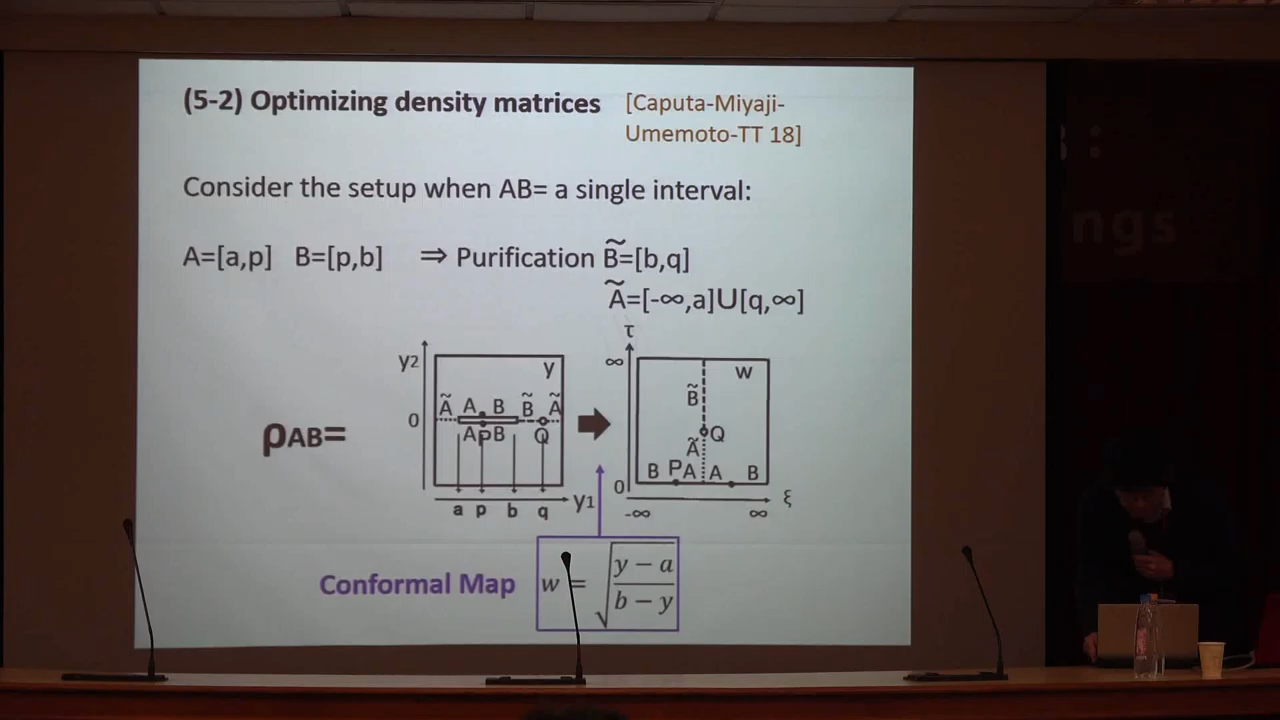 (5-2) Optimizing density matrices [Caputa-Miyaji-
Umemoto-TT 18]
Consider the setup when AB= a single interval:
A=[a,p] B=[p,b] ⇒ Purification B̃=[b,q]
Ã=[-∞,a]∪[q,∞]
y2
0
y
Ã A B B̃ Ã
A P B Q
a p b q
y1
ρAB=
τ
∞
w
B̃
Q
Ã
B P A A B
0
-∞ ∞
ξ
Conformal Map w = √((y − a)/(b − y))
:
ngs